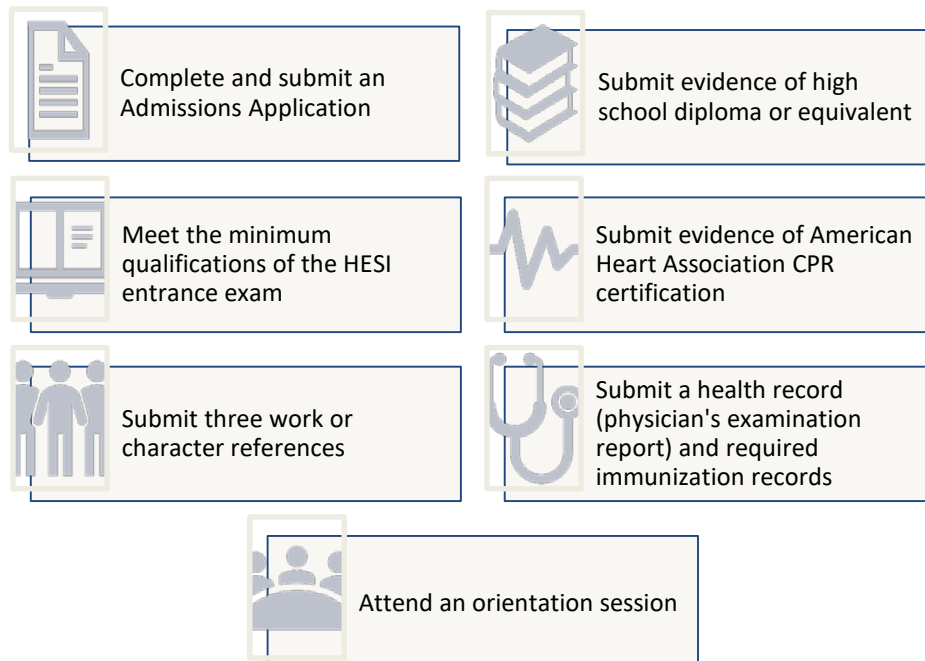 Complete and submit an
Admissions Application
Submit evidence of high
school diploma or equivalent
Meet the minimum
qualifications of the HESI
entrance exam
Submit evidence of American
Heart Association CPR
certification
Submit three work or
character references
Submit a health record
(physician's examination
report) and required
immunization records
Attend an orientation session